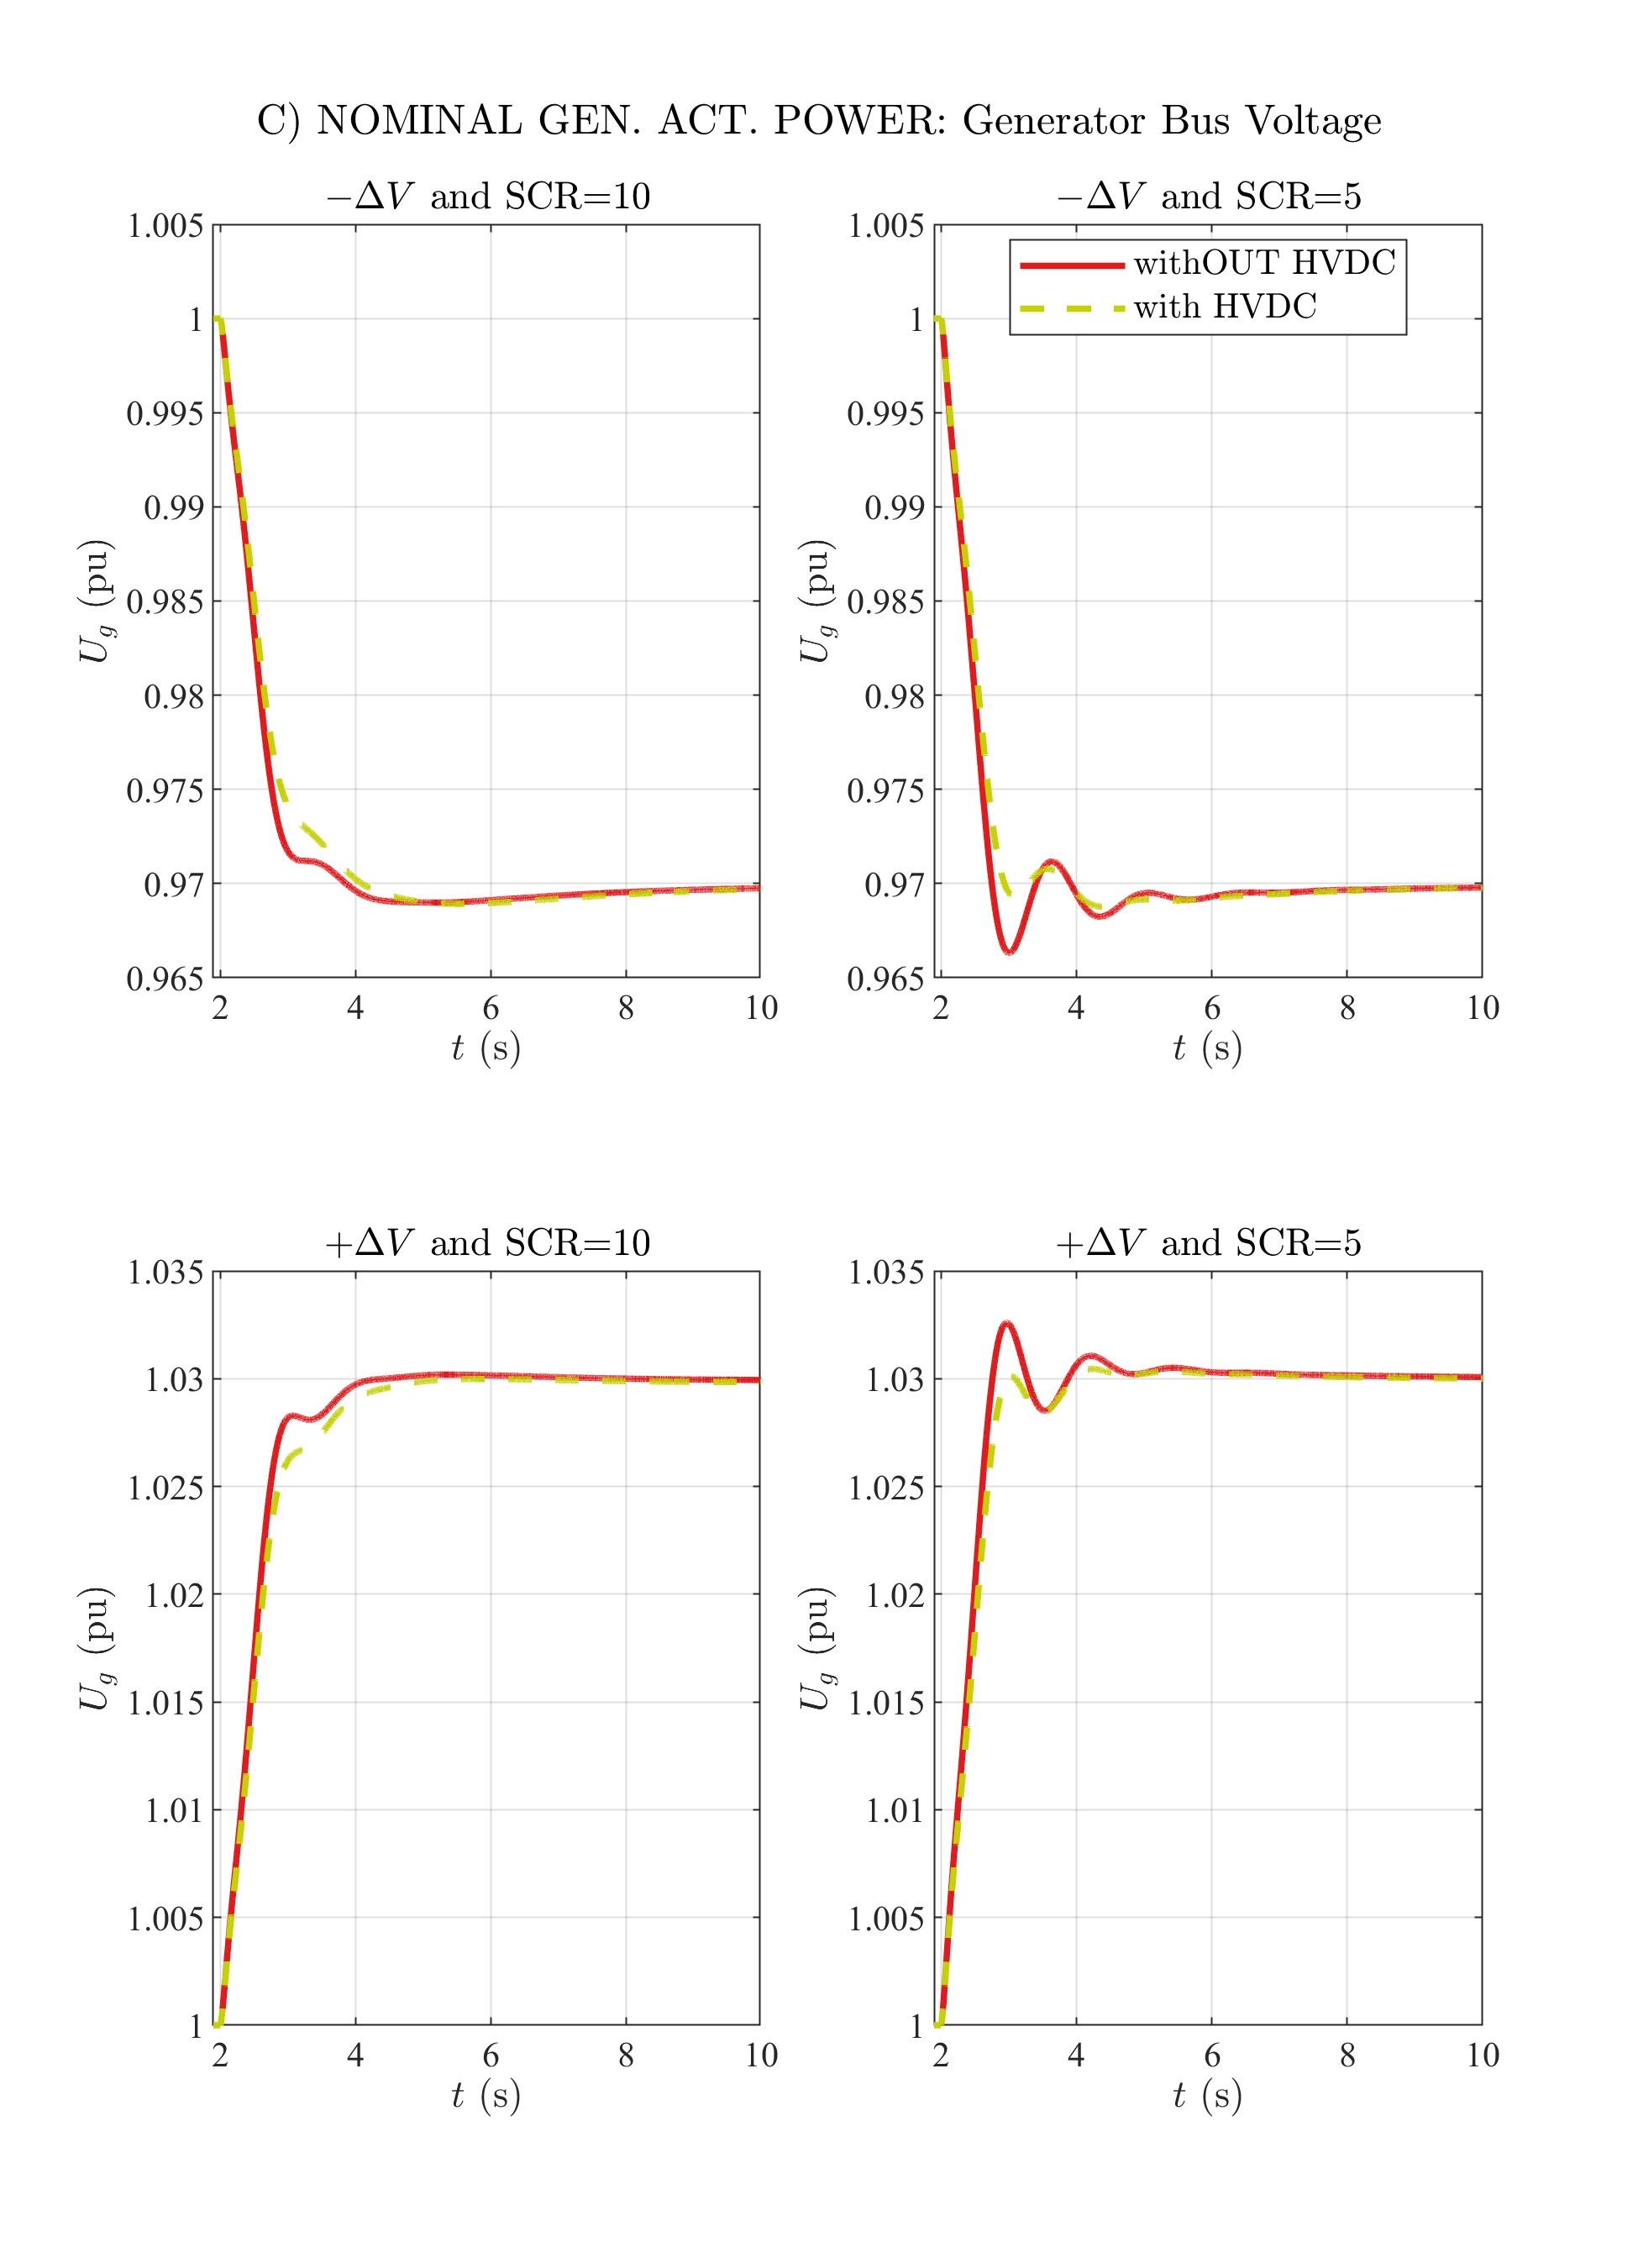 C) NOMINAL GEN. ACT. POWER: Generator Bus Voltage
−ΔV and SCR=10
1.005
1
0.995
0.99
0.985
0.98
0.975
0.97
0.965
U_g (pu)
2 4 6 8 10
t (s)
−ΔV and SCR=5
1.005
1
0.995
0.99
0.985
0.98
0.975
0.97
0.965
U_g (pu)
withOUT HVDC
with HVDC
2 4 6 8 10
t (s)
+ΔV and SCR=10
1.035
1.03
1.025
1.02
1.015
1.01
1.005
1
U_g (pu)
2 4 6 8 10
t (s)
+ΔV and SCR=5
1.035
1.03
1.025
1.02
1.015
1.01
1.005
1
U_g (pu)
2 4 6 8 10
t (s)